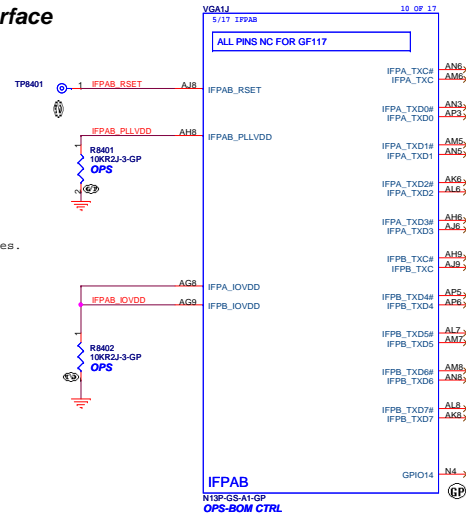 rface
VGA1J
10 OF 17
5/17 IFPAB
ALL PINS NC FOR GF117
IFPA_TXC# AN6
IFPA_TXC AM6
TP8401 1 IFPAB_RSET AJ8 IFPAB_RSET
IFPA_TXD0# AN3
IFPA_TXD0 AP3
IFPAB_PLLVDD AH8 IFPAB_PLLVDD
IFPA_TXD1# AM5
IFPA_TXD1 AN5
1
R8401
10KR2J-3-GP
OPS
2
IFPA_TXD2# AK6
IFPA_TXD2 AL6
IFPA_TXD3# AH6
IFPA_TXD3 AJ6
es.
IFPB_TXC# AH9
IFPB_TXC AJ9
AG8 IFPA_IOVDD
IFPAB_IOVDD AG9 IFPB_IOVDD
IFPB_TXD4# AP5
IFPB_TXD4 AP6
1
R8402
10KR2J-3-GP
OPS
IFPB_TXD5# AL7
IFPB_TXD5 AM7
IFPB_TXD6# AM8
IFPB_TXD6 AN8
IFPB_TXD7# AL8
IFPB_TXD7 AK8
GPIO14 N4
GP
IFPAB
N13P-GS-A1-GP
OPS-BOM CTRL